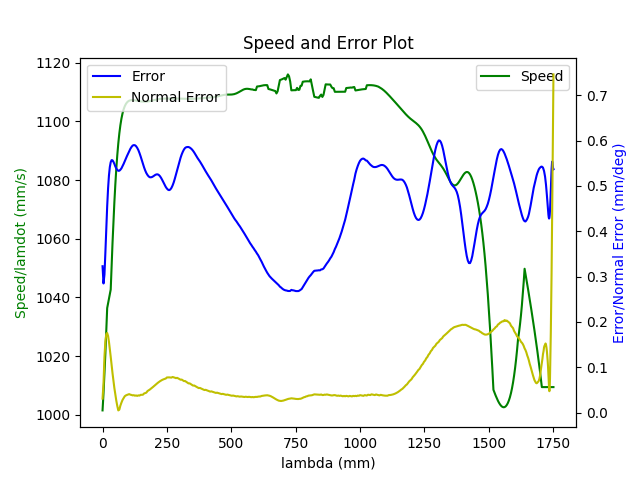 Speed and Error Plot
Error
Normal Error
Speed
1120
1100
1080
1060
1040
1020
1000
Speed/lamdot (mm/s)
0.7
0.6
0.5
0.4
0.3
0.2
0.1
0.0
Error/Normal Error (mm/deg)
0 250 500 750 1000 1250 1500 1750
lambda (mm)